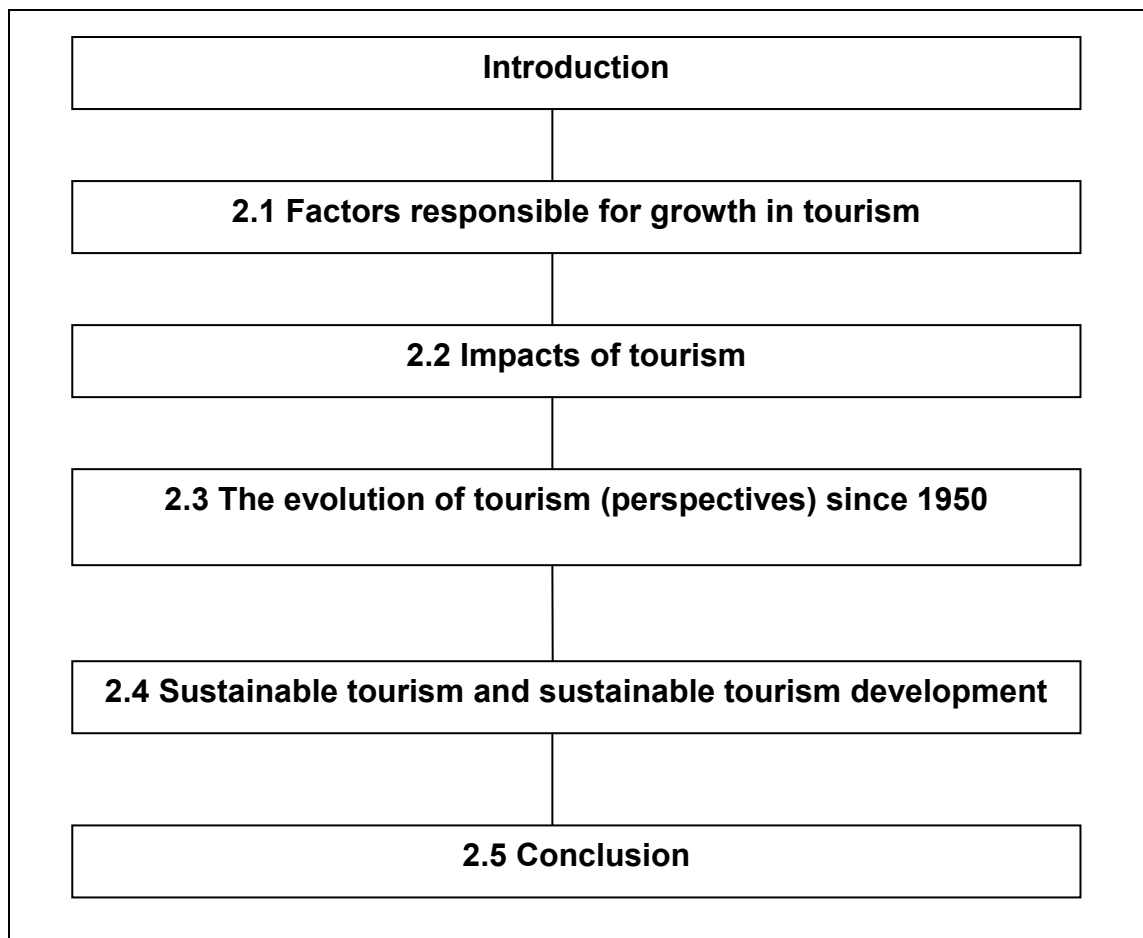 Introduction
2.1 Factors responsible for growth in tourism
2.2 Impacts of tourism
2.3 The evolution of tourism (perspectives) since 1950
2.4 Sustainable tourism and sustainable tourism development
2.5 Conclusion